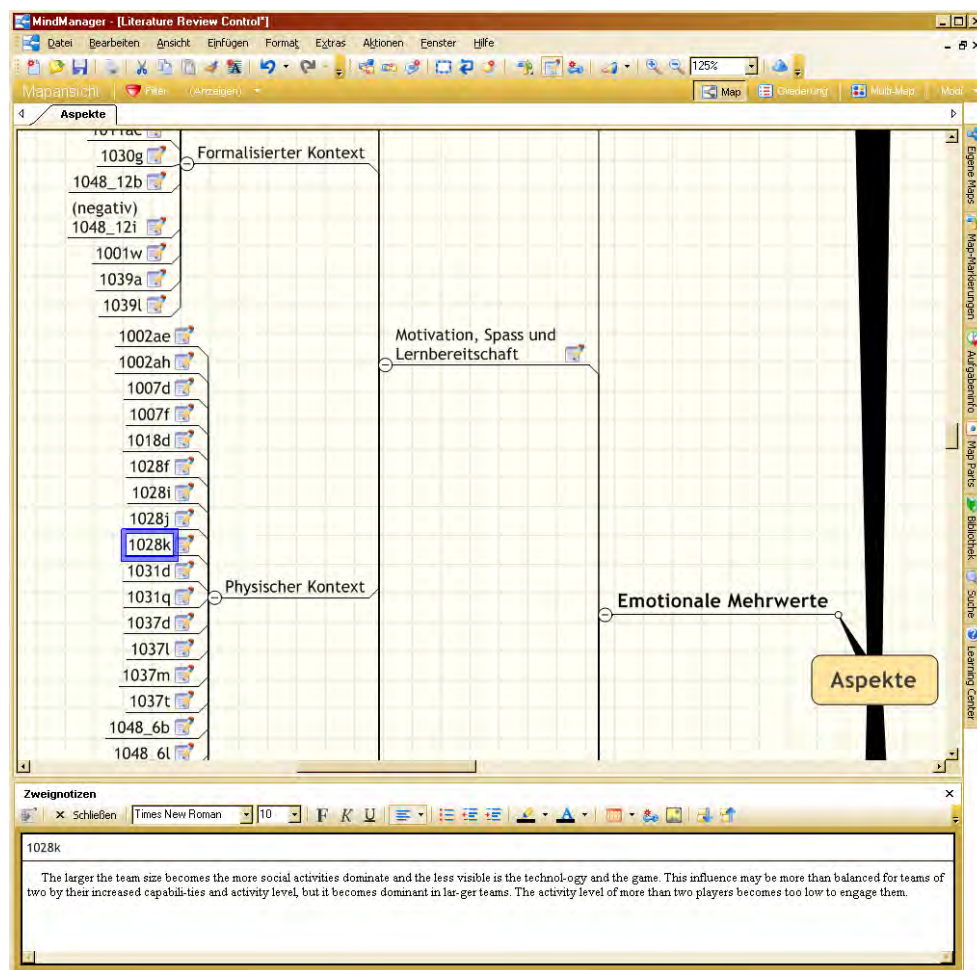 MindManager - [Literature Review Control*]
Datei Bearbeiten Ansicht Einfügen Format Extras Aktionen Fenster Hilfe
125%
Mapansicht Filter (Anzeigen) Map Gliederung Multi-Map Modi
Aspekte
1011ac
1030g
Formalisierter Kontext
1048_12b
(negativ)
1048_12i
1001w
1039a
1039l
1002ae
Motivation, Spass und
Lernbereitschaft
1002ah
1007d
1007f
1018d
1028f
1028i
1028j
1028k
1031d
Physischer Kontext
1031q
Emotionale Mehrwerte
1037d
1037l
1037m
Aspekte
1037t
1048_6b
1048_6l
Eigene Maps
Map-Markierungen
Aufgabeninfo
Map Parts
Bibliothek
Suche
Learning Center
Zweignotizen
Schließen Times New Roman 10 F K U A
1028k
The larger the team size becomes the more social activities dominate and the less visible is the technol-ogy and the game. This influence may be more than balanced for teams of
two by their increased capabili-ties and activity level, but it becomes dominant in lar-ger teams. The activity level of more than two players becomes too low to engage them.